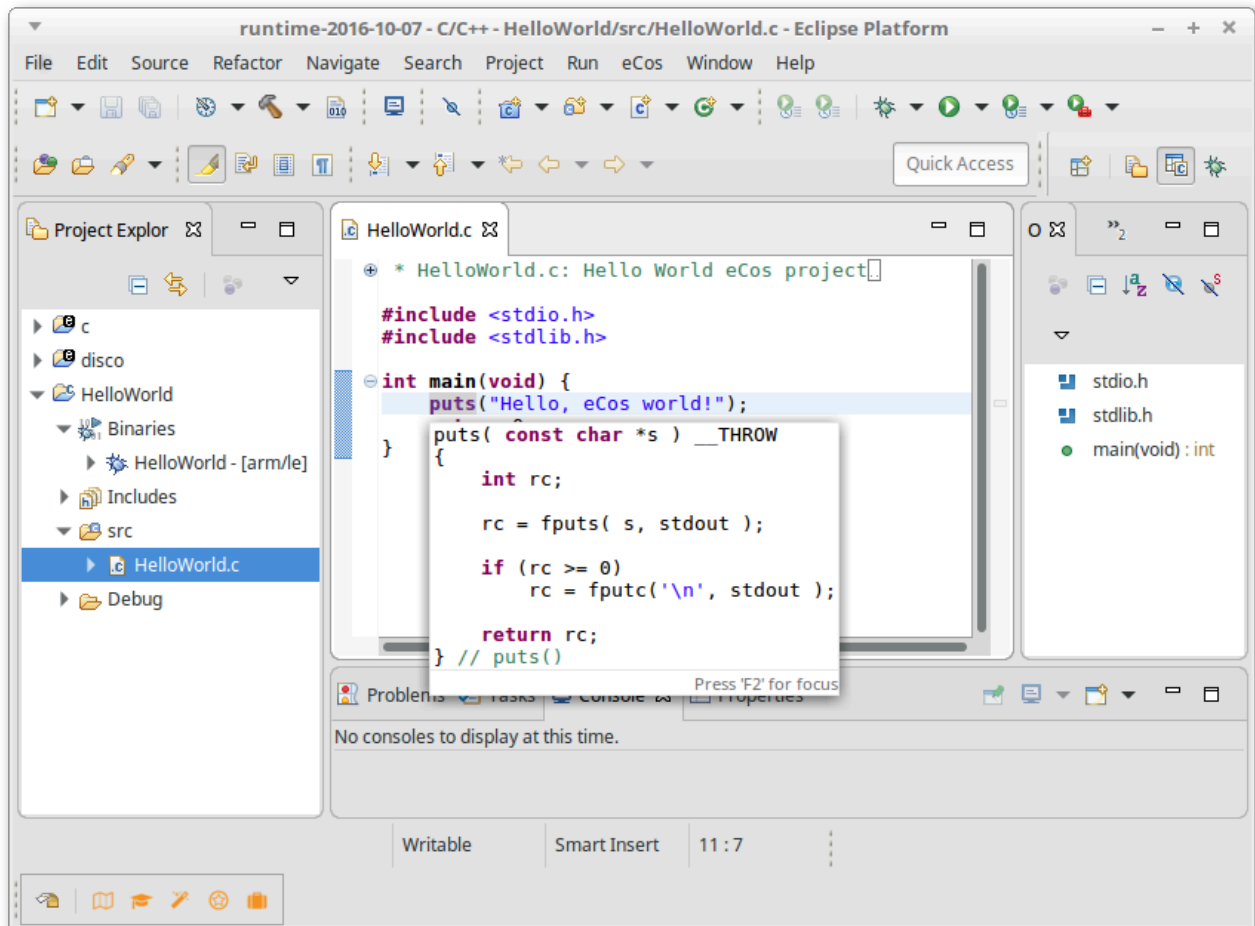 runtime-2016-10-07 - C/C++ - HelloWorld/src/HelloWorld.c - Eclipse Platform
File Edit Source Refactor Navigate Search Project Run eCos Window Help
Quick Access
Project Explor
c
disco
HelloWorld
Binaries
HelloWorld - [arm/le]
Includes
src
HelloWorld.c
Debug
HelloWorld.c
* HelloWorld.c: Hello World eCos project
#include <stdio.h>
#include <stdlib.h>
int main(void) {
puts("Hello, eCos world!");
}
puts( const char *s ) __THROW
{
int rc;
rc = fputs( s, stdout );
if (rc >= 0)
rc = fputc('\n', stdout );
return rc;
} // puts()
Press 'F2' for focus
O
»2
stdio.h
stdlib.h
main(void) : int
Problems Tasks Console Properties
No consoles to display at this time.
Writable Smart Insert 11 : 7